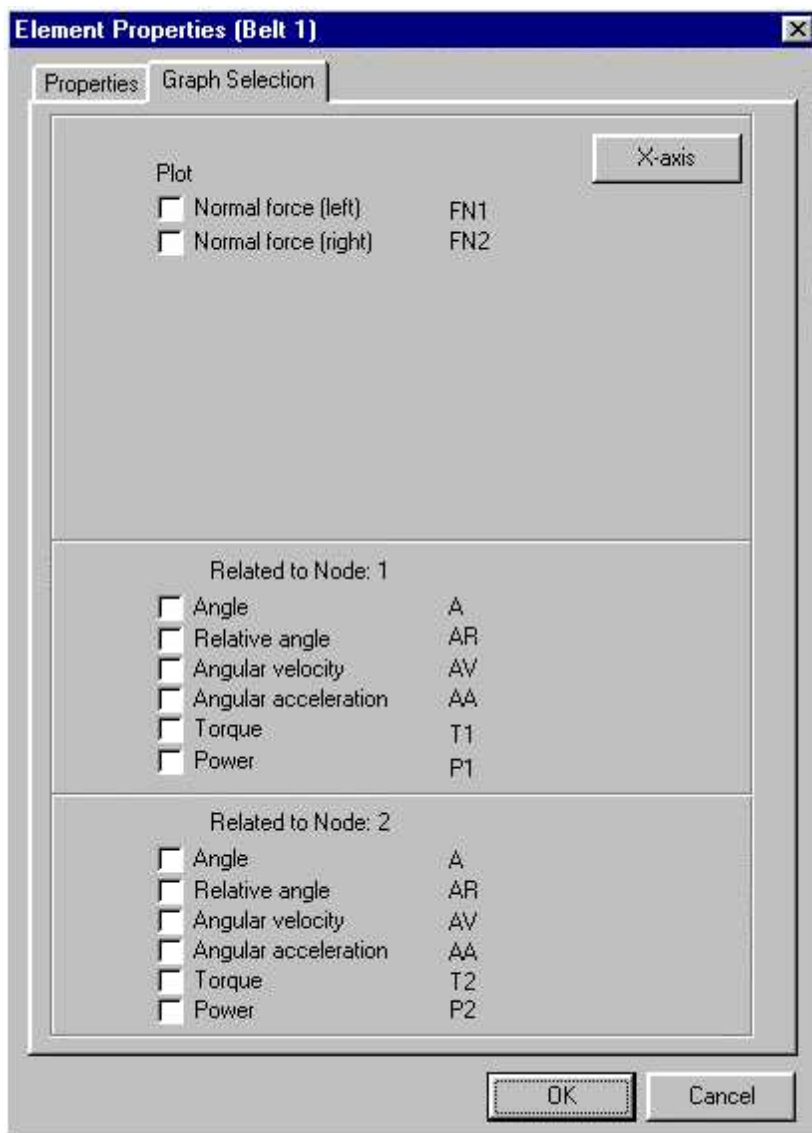 Element Properties (Belt 1)
Properties Graph Selection
X-axis
Plot
Normal force (left) FN1
Normal force (right) FN2
Related to Node: 1
Angle A
Relative angle AR
Angular velocity AV
Angular acceleration AA
Torque T1
Power P1
Related to Node: 2
Angle A
Relative angle AR
Angular velocity AV
Angular acceleration AA
Torque T2
Power P2
OK Cancel